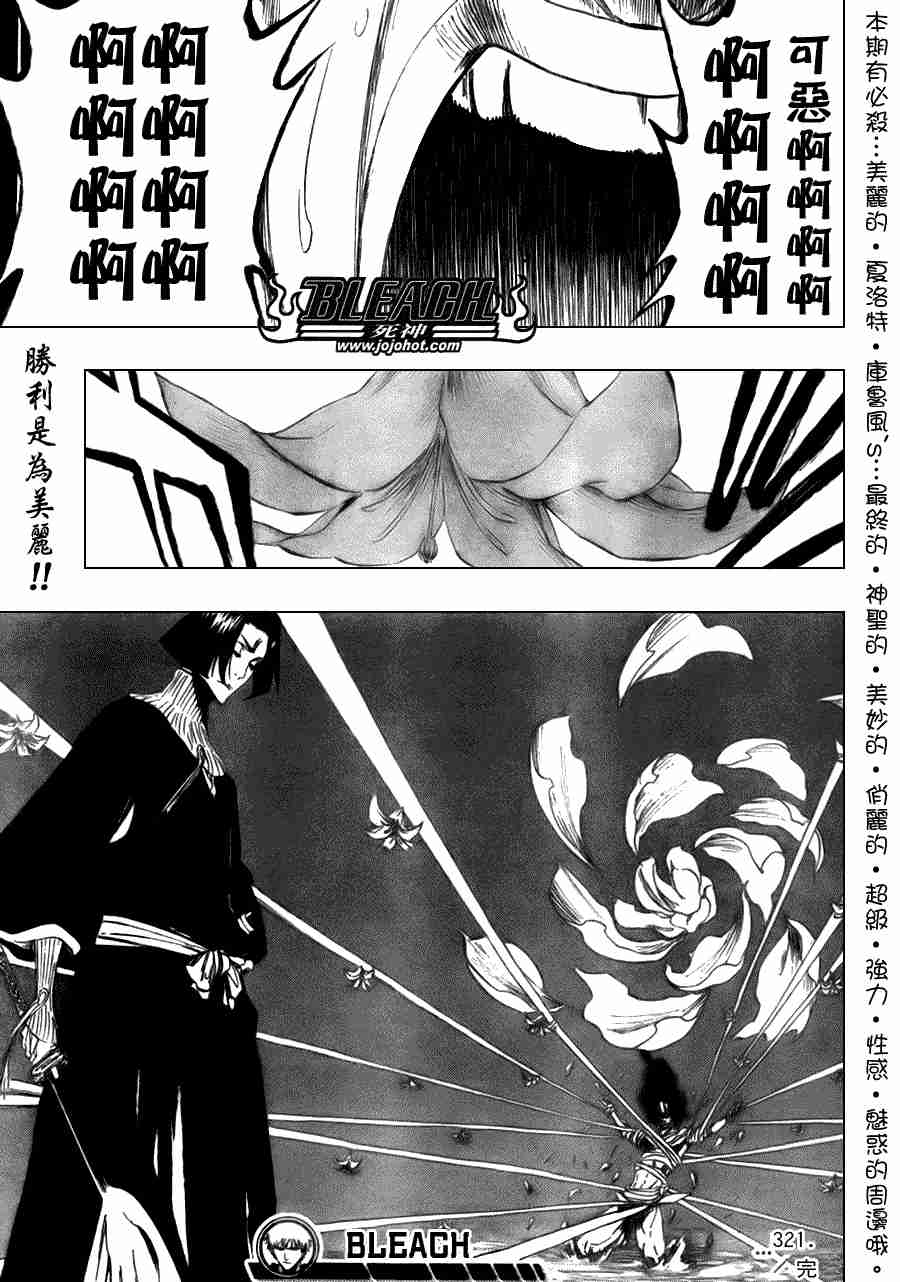 本期有必殺…美麗的・夏洛特・庫魯風's…最終的・神聖的・美妙的・俏麗的・超級・強力・性感・魅惑的周邊哦。
可惡啊啊啊啊
啊啊啊啊
啊啊啊啊
啊啊啊啊
BLEACH
死神
www.jojohot.com
勝利是為美麗!!
BLEACH
321.
…/完